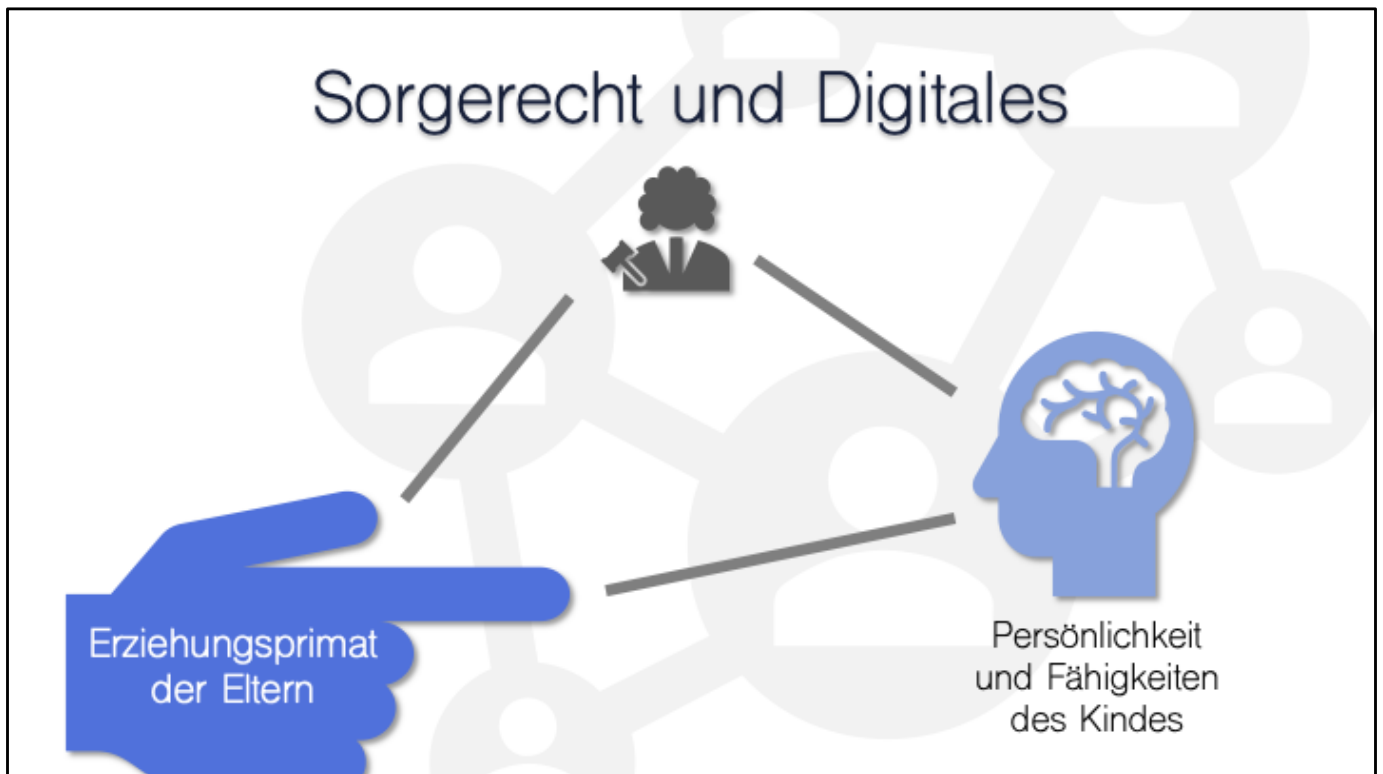 Sorgerecht und Digitales
Erziehungsprimat
der Eltern
Persönlichkeit
und Fähigkeiten
des Kindes